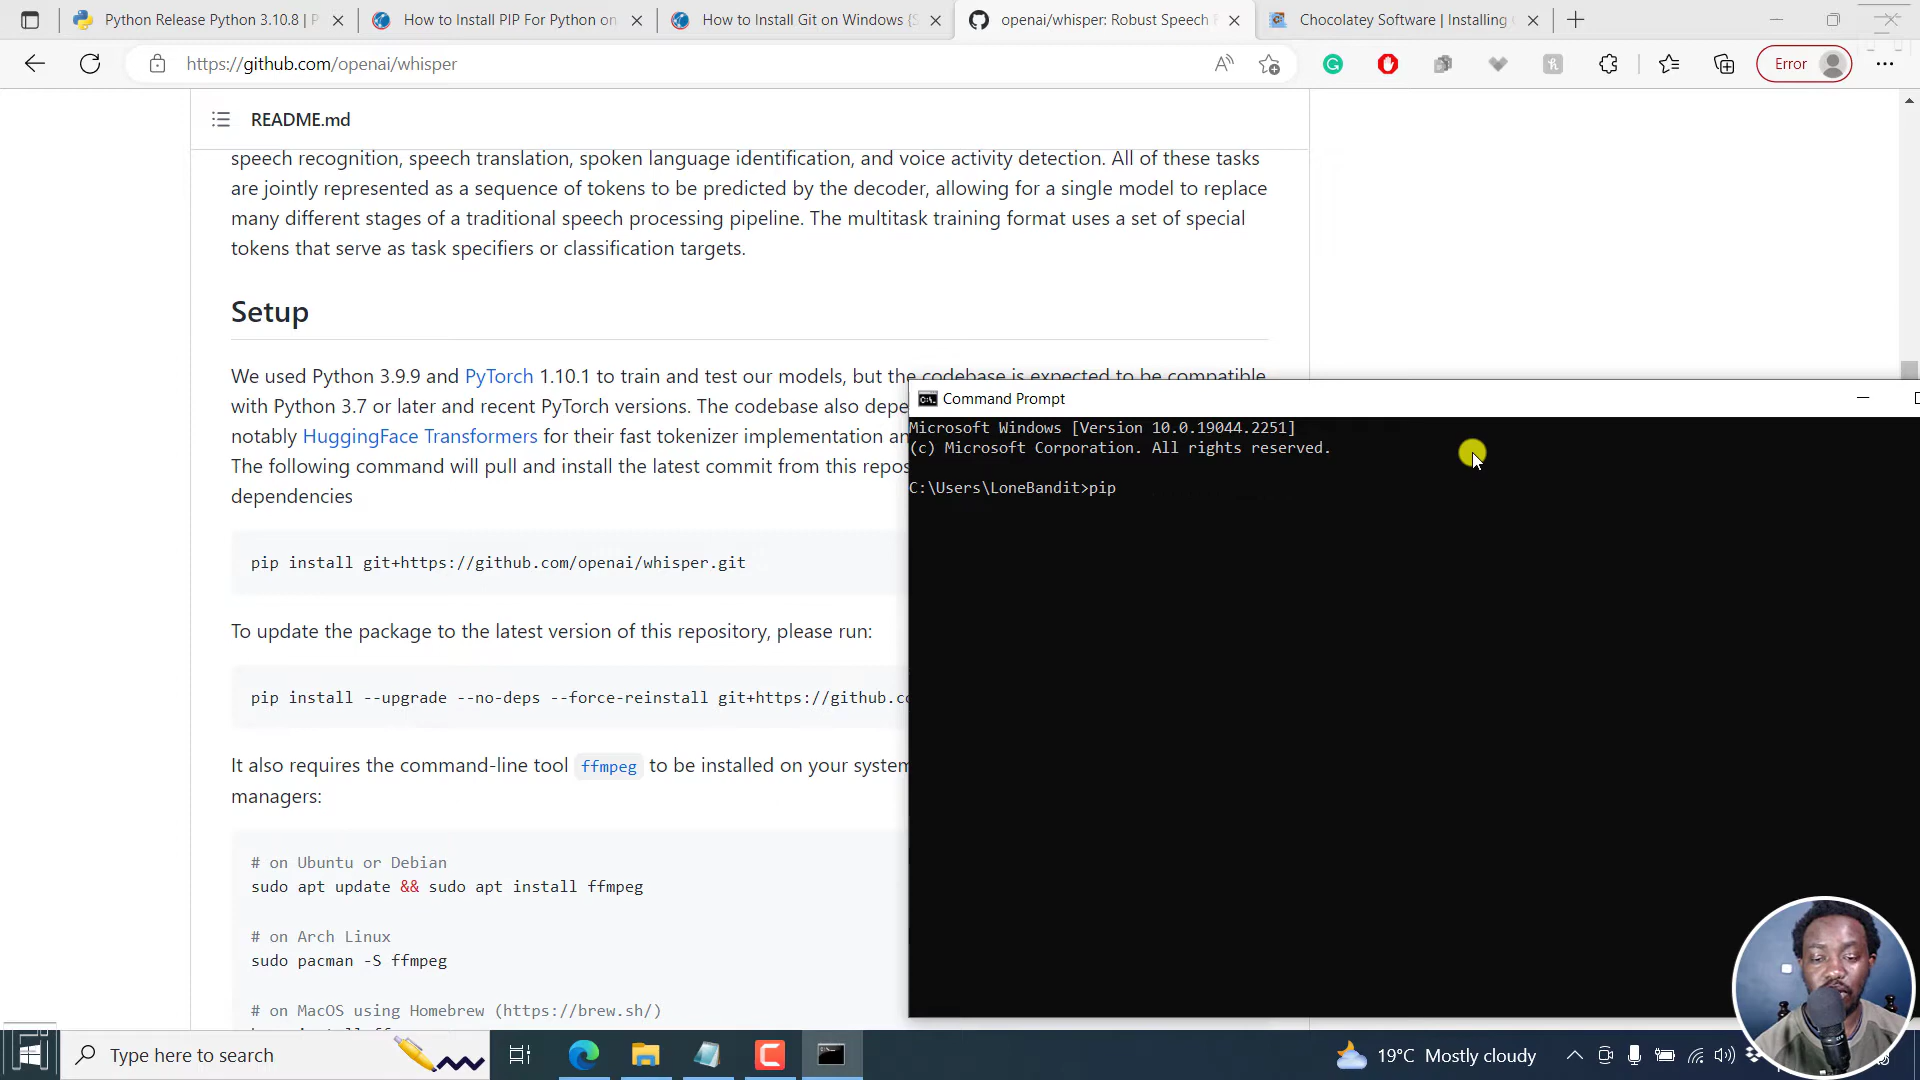 Python Release Python 3.10.8 | P
How to Install PIP For Python on
How to Install Git on Windows (S
openai/whisper: Robust Speech
Chocolatey Software | Installing
https://github.com/openai/whisper
Error
README.md
speech recognition, speech translation, spoken language identification, and voice activity detection. All of these tasks
are jointly represented as a sequence of tokens to be predicted by the decoder, allowing for a single model to replace
many different stages of a traditional speech processing pipeline. The multitask training format uses a set of special
tokens that serve as task specifiers or classification targets.
Setup
We used Python 3.9.9 and PyTorch 1.10.1 to train and test our models, but the codebase is expected to be compatible
with Python 3.7 or later and recent PyTorch versions. The codebase also depe
notably HuggingFace Transformers for their fast tokenizer implementation an
The following command will pull and install the latest commit from this repos
dependencies
pip install git+https://github.com/openai/whisper.git
To update the package to the latest version of this repository, please run:
pip install --upgrade --no-deps --force-reinstall git+https://github.co
It also requires the command-line tool ffmpeg to be installed on your system
managers:
# on Ubuntu or Debian
sudo apt update && sudo apt install ffmpeg
# on Arch Linux
sudo pacman -S ffmpeg
# on MacOS using Homebrew (https://brew.sh/)
Command Prompt
Microsoft Windows [Version 10.0.19044.2251]
(c) Microsoft Corporation. All rights reserved.
C:\Users\LoneBandit>pip
Type here to search
19°C Mostly cloudy